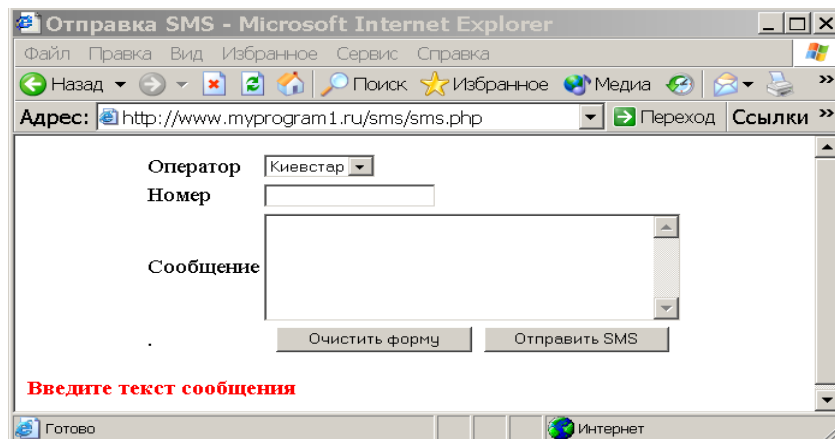 Отправка SMS - Microsoft Internet Explorer
Файл Правка Вид Избранное Сервис Справка
Назад Поиск Избранное Медиа »
Адрес: http://www.myprogram1.ru/sms/sms.php Переход Ссылки »
Оператор Киевстар
Номер
Сообщение
. Очистить форму Отправить SMS
Введите текст сообщения
Готово Интернет